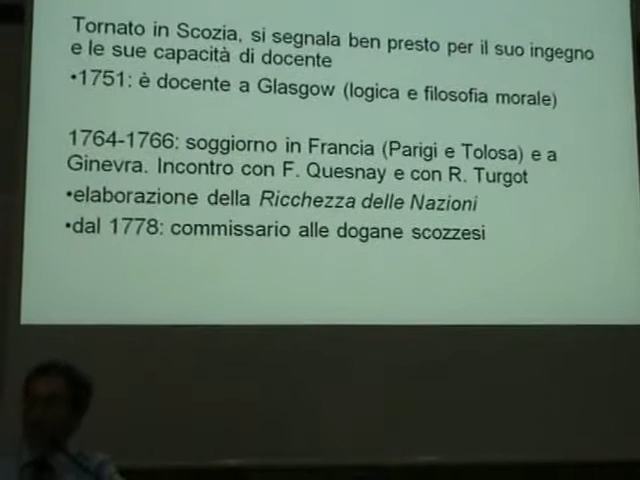 Tornato in Scozia, si segnala ben presto per il suo ingegno
e le sue capacità di docente
•1751: è docente a Glasgow (logica e filosofia morale)
1764-1766: soggiorno in Francia (Parigi e Tolosa) e a
Ginevra. Incontro con F. Quesnay e con R. Turgot
•elaborazione della Ricchezza delle Nazioni
•dal 1778: commissario alle dogane scozzesi